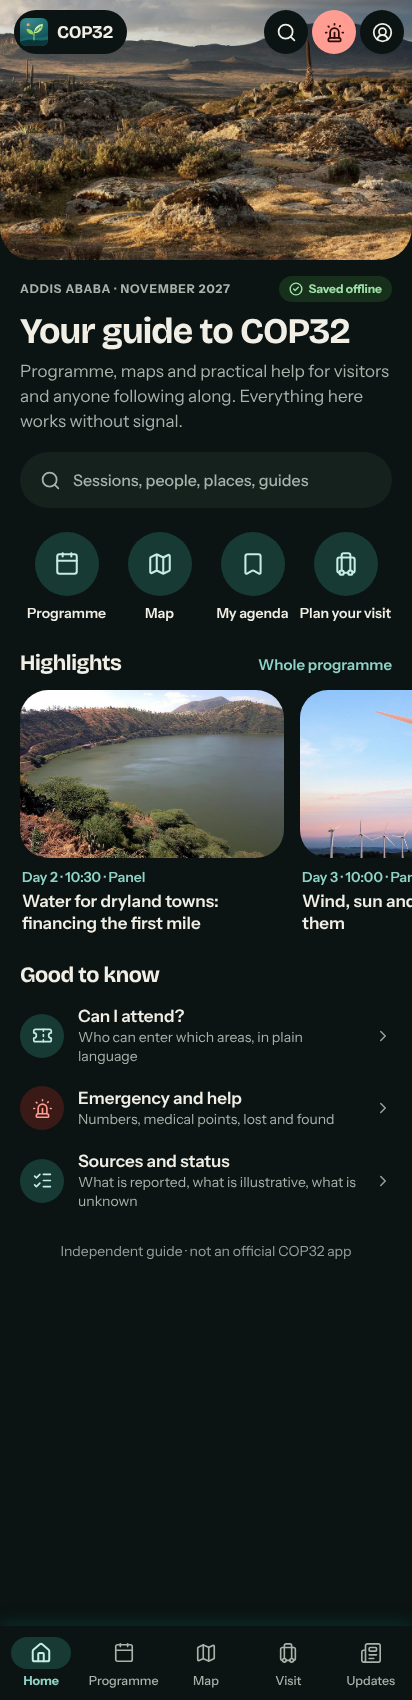 COP32
ADDIS ABABA · NOVEMBER 2027
Saved offline
Your guide to COP32
Programme, maps and practical help for visitors
and anyone following along. Everything here
works without signal.
Sessions, people, places, guides
Programme
Map
My agenda
Plan your visit
Highlights
Whole programme
Day 2 · 10:30 · Panel
Water for dryland towns:
financing the first mile
Day 3 · 10:00 · Par
Wind, sun and
them
Good to know
Can I attend?
Who can enter which areas, in plain
language
Emergency and help
Numbers, medical points, lost and found
Sources and status
What is reported, what is illustrative, what is
unknown
Independent guide · not an official COP32 app
Home
Programme
Map
Visit
Updates